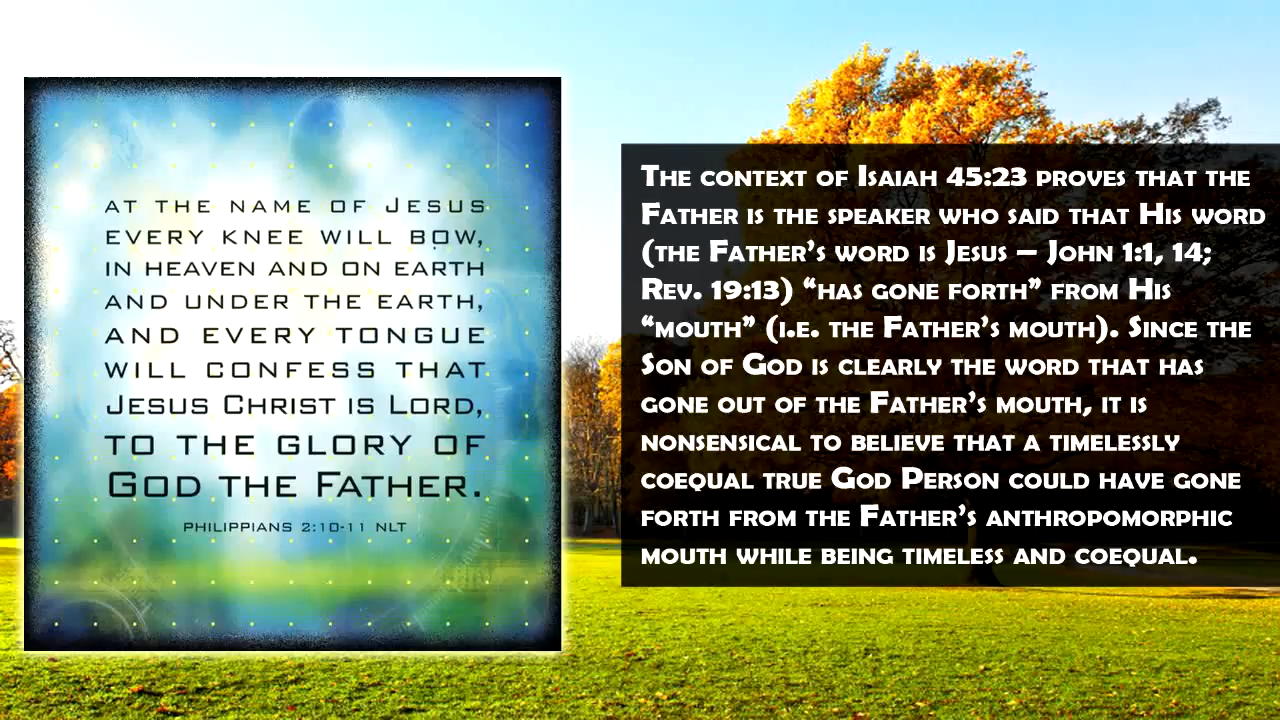 AT THE NAME OF JESUS
EVERY KNEE WILL BOW,
IN HEAVEN AND ON EARTH
AND UNDER THE EARTH,
AND EVERY TONGUE
WILL CONFESS THAT
JESUS CHRIST IS LORD,
TO THE GLORY OF
GOD THE FATHER.
PHILIPPIANS 2:10-11 NLT
The context of Isaiah 45:23 proves that the
Father is the speaker who said that His word
(the Father’s word is Jesus – John 1:1, 14;
Rev. 19:13) “has gone forth” from His
“mouth” (i.e. the Father’s mouth). Since the
Son of God is clearly the word that has
gone out of the Father’s mouth, it is
nonsensical to believe that a timelessly
coequal true God Person could have gone
forth from the Father’s anthropomorphic
mouth while being timeless and coequal.